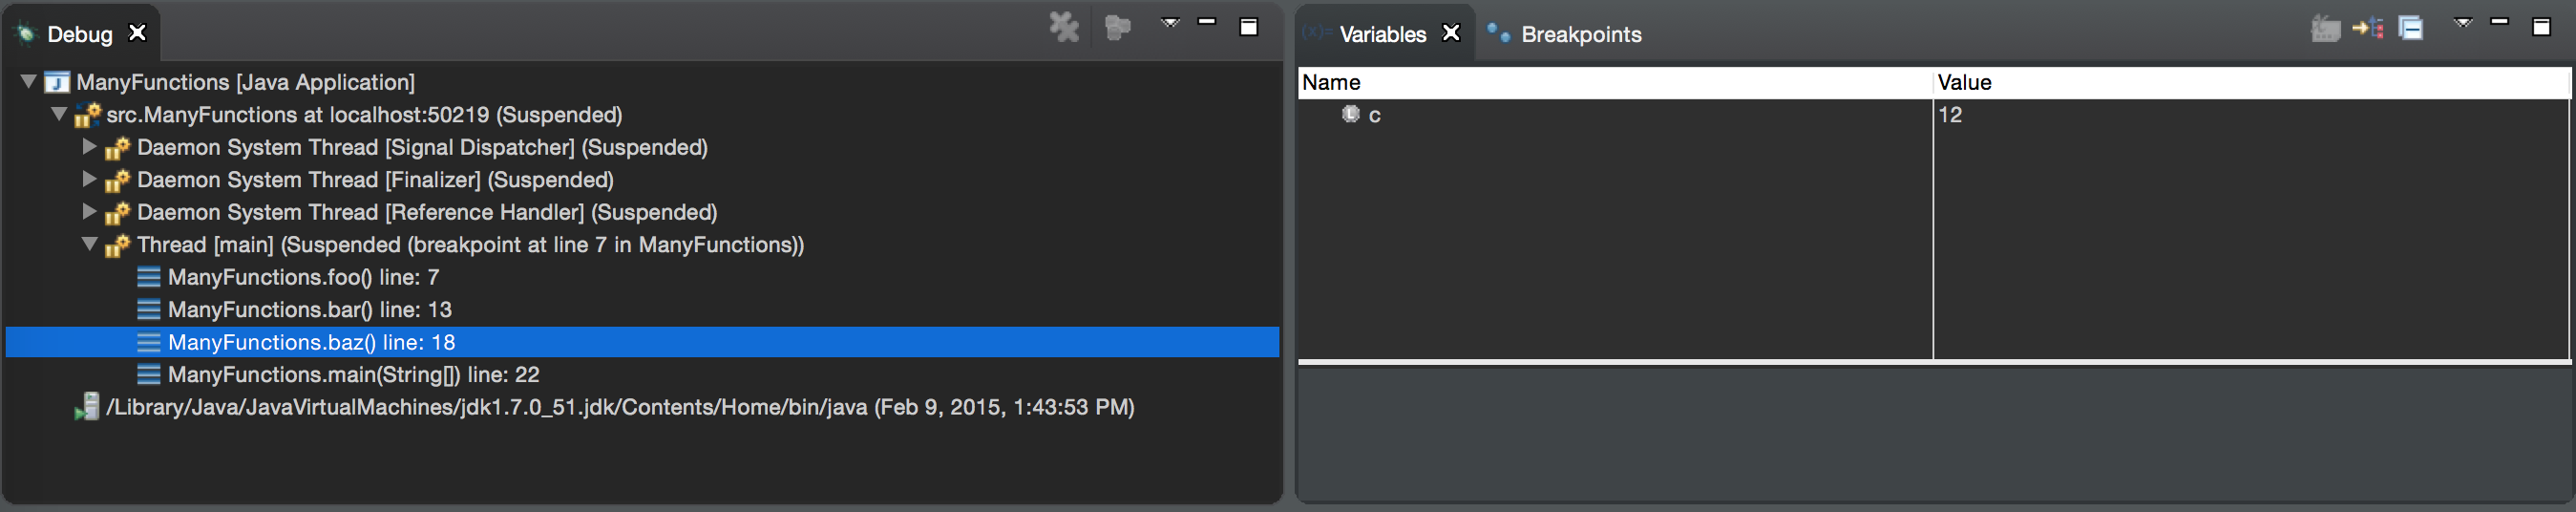 Debug
ManyFunctions [Java Application]
src.ManyFunctions at localhost:50219 (Suspended)
Daemon System Thread [Signal Dispatcher] (Suspended)
Daemon System Thread [Finalizer] (Suspended)
Daemon System Thread [Reference Handler] (Suspended)
Thread [main] (Suspended (breakpoint at line 7 in ManyFunctions))
ManyFunctions.foo() line: 7
ManyFunctions.bar() line: 13
ManyFunctions.baz() line: 18
ManyFunctions.main(String[]) line: 22
/Library/Java/JavaVirtualMachines/jdk1.7.0_51.jdk/Contents/Home/bin/java (Feb 9, 2015, 1:43:53 PM)
(x)= Variables Breakpoints
Name Value
c 12